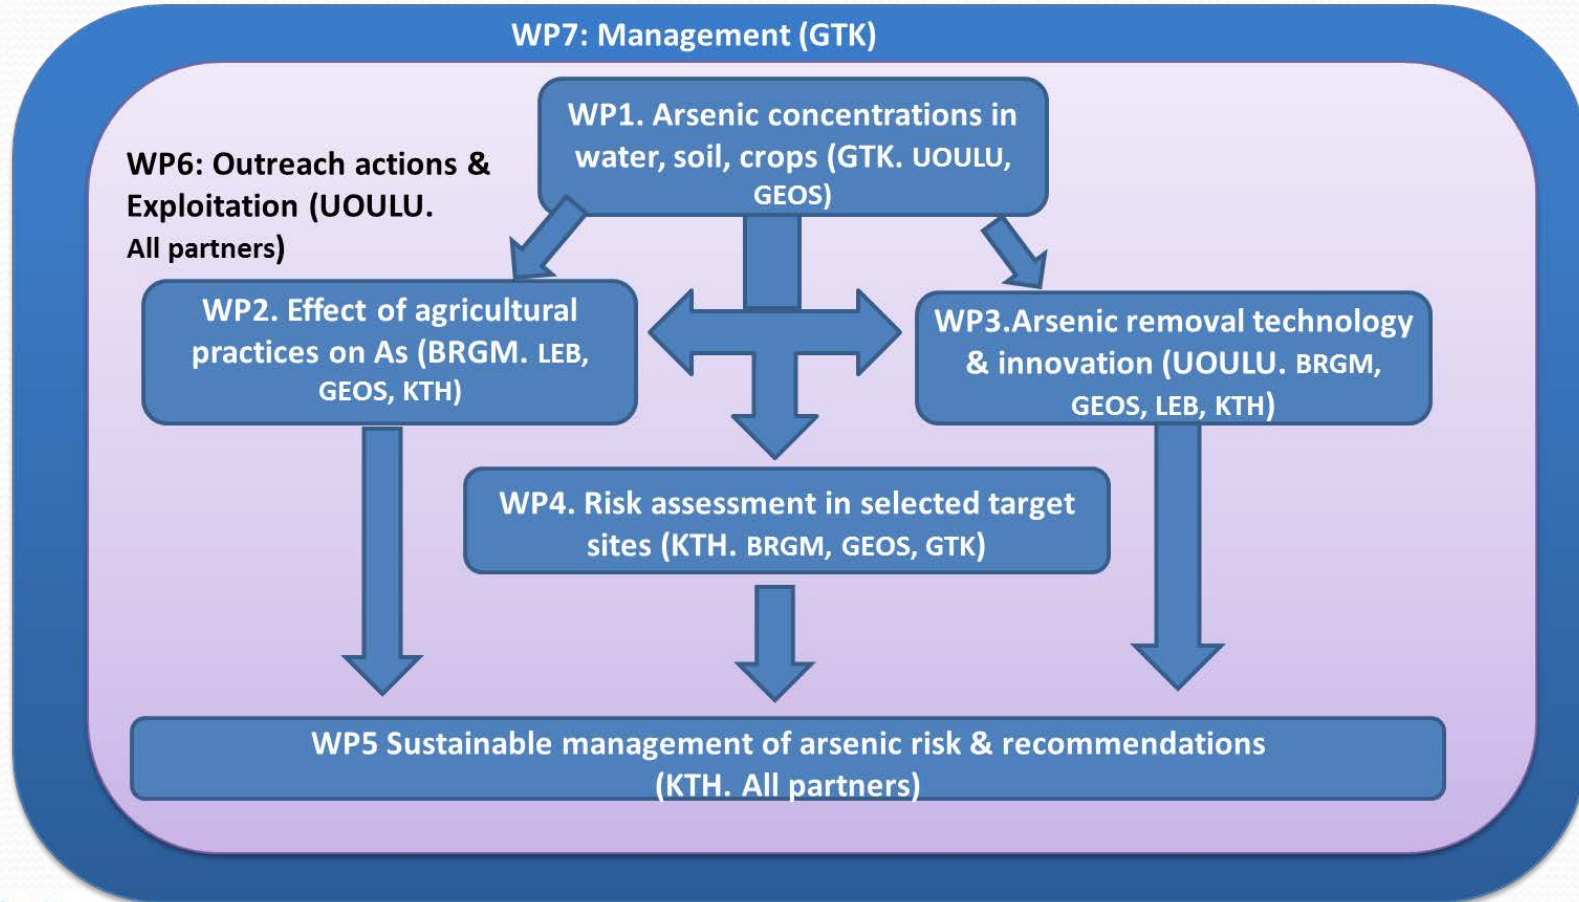 WP7: Management (GTK)
WP1. Arsenic concentrations in
water, soil, crops (GTK. UOULU,
GEOS)
WP6: Outreach actions &
Exploitation (UOULU.
All partners)
WP2. Effect of agricultural
practices on As (BRGM. LEB,
GEOS, KTH)
WP3.Arsenic removal technology
& innovation (UOULU. BRGM,
GEOS, LEB, KTH)
WP4. Risk assessment in selected target
sites (KTH. BRGM, GEOS, GTK)
WP5 Sustainable management of arsenic risk & recommendations
(KTH. All partners)